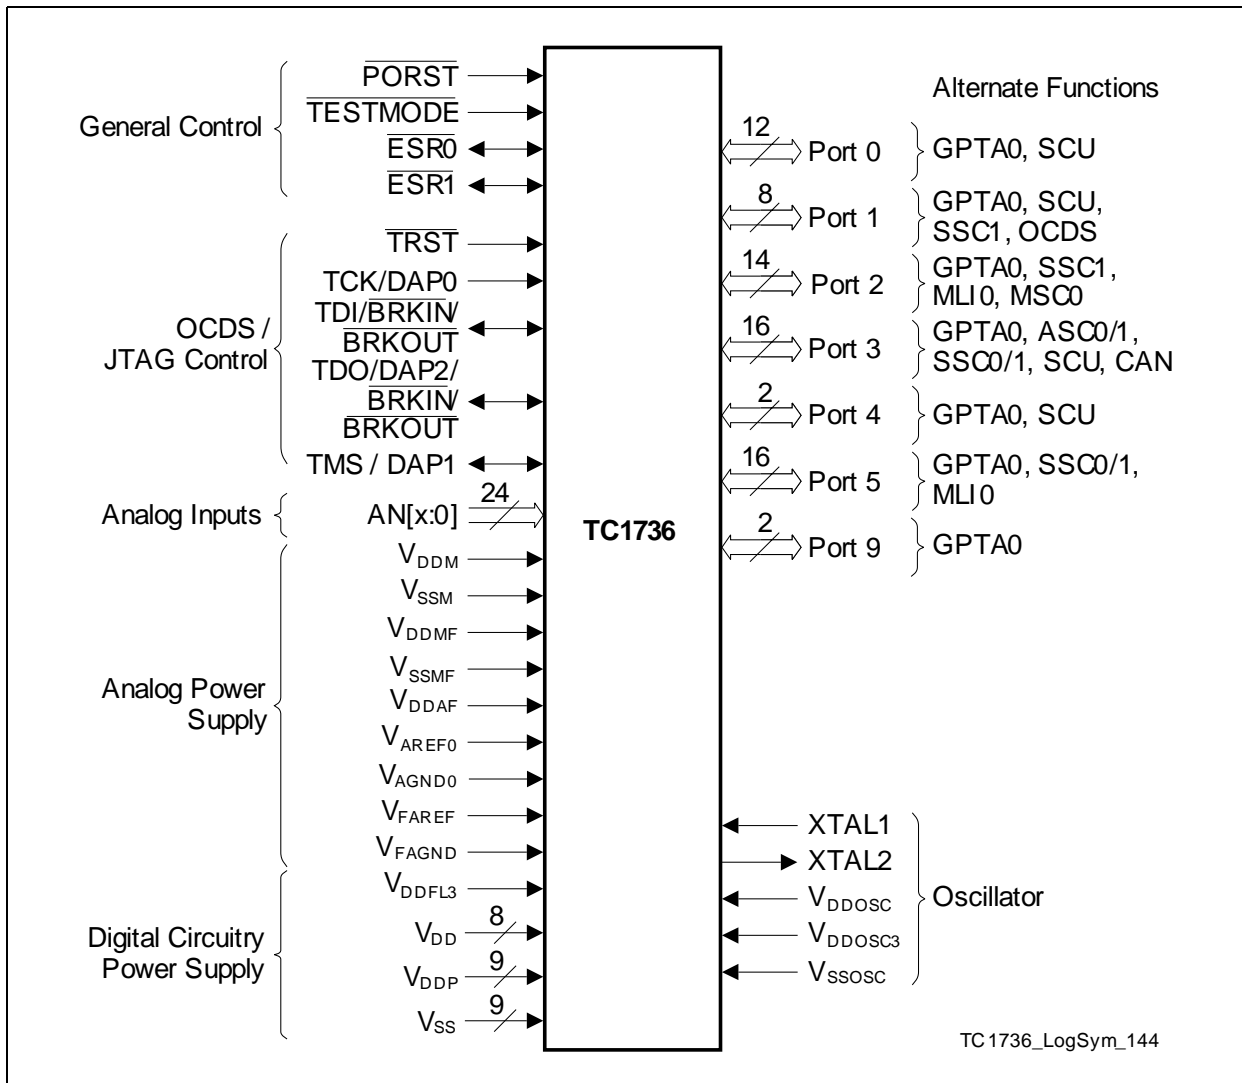 General Control
PORST
TESTMODE
ESR0
ESR1
OCDS /
JTAG Control
TRST
TCK/DAP0
TDI/BRKIN/
BRKOUT
TDO/DAP2/
BRKIN/
BRKOUT
TMS / DAP1
Analog Inputs
AN[x:0]
24
Analog Power
Supply
VDDM
VSSM
VDDMF
VSSMF
VDDAF
VAREF0
VAGND0
VFAREF
VFAGND
Digital Circuitry
Power Supply
VDDFL3
VDD
8
VDDP
9
VSS
9
TC1736
Alternate Functions
12
Port 0
GPTA0, SCU
8
Port 1
GPTA0, SCU,
SSC1, OCDS
14
Port 2
GPTA0, SSC1,
MLI0, MSC0
16
Port 3
GPTA0, ASC0/1,
SSC0/1, SCU, CAN
2
Port 4
GPTA0, SCU
16
Port 5
GPTA0, SSC0/1,
MLI0
2
Port 9
GPTA0
XTAL1
XTAL2
VDDOSC
VDDOSC3
VSSOSC
Oscillator
TC1736_LogSym_144